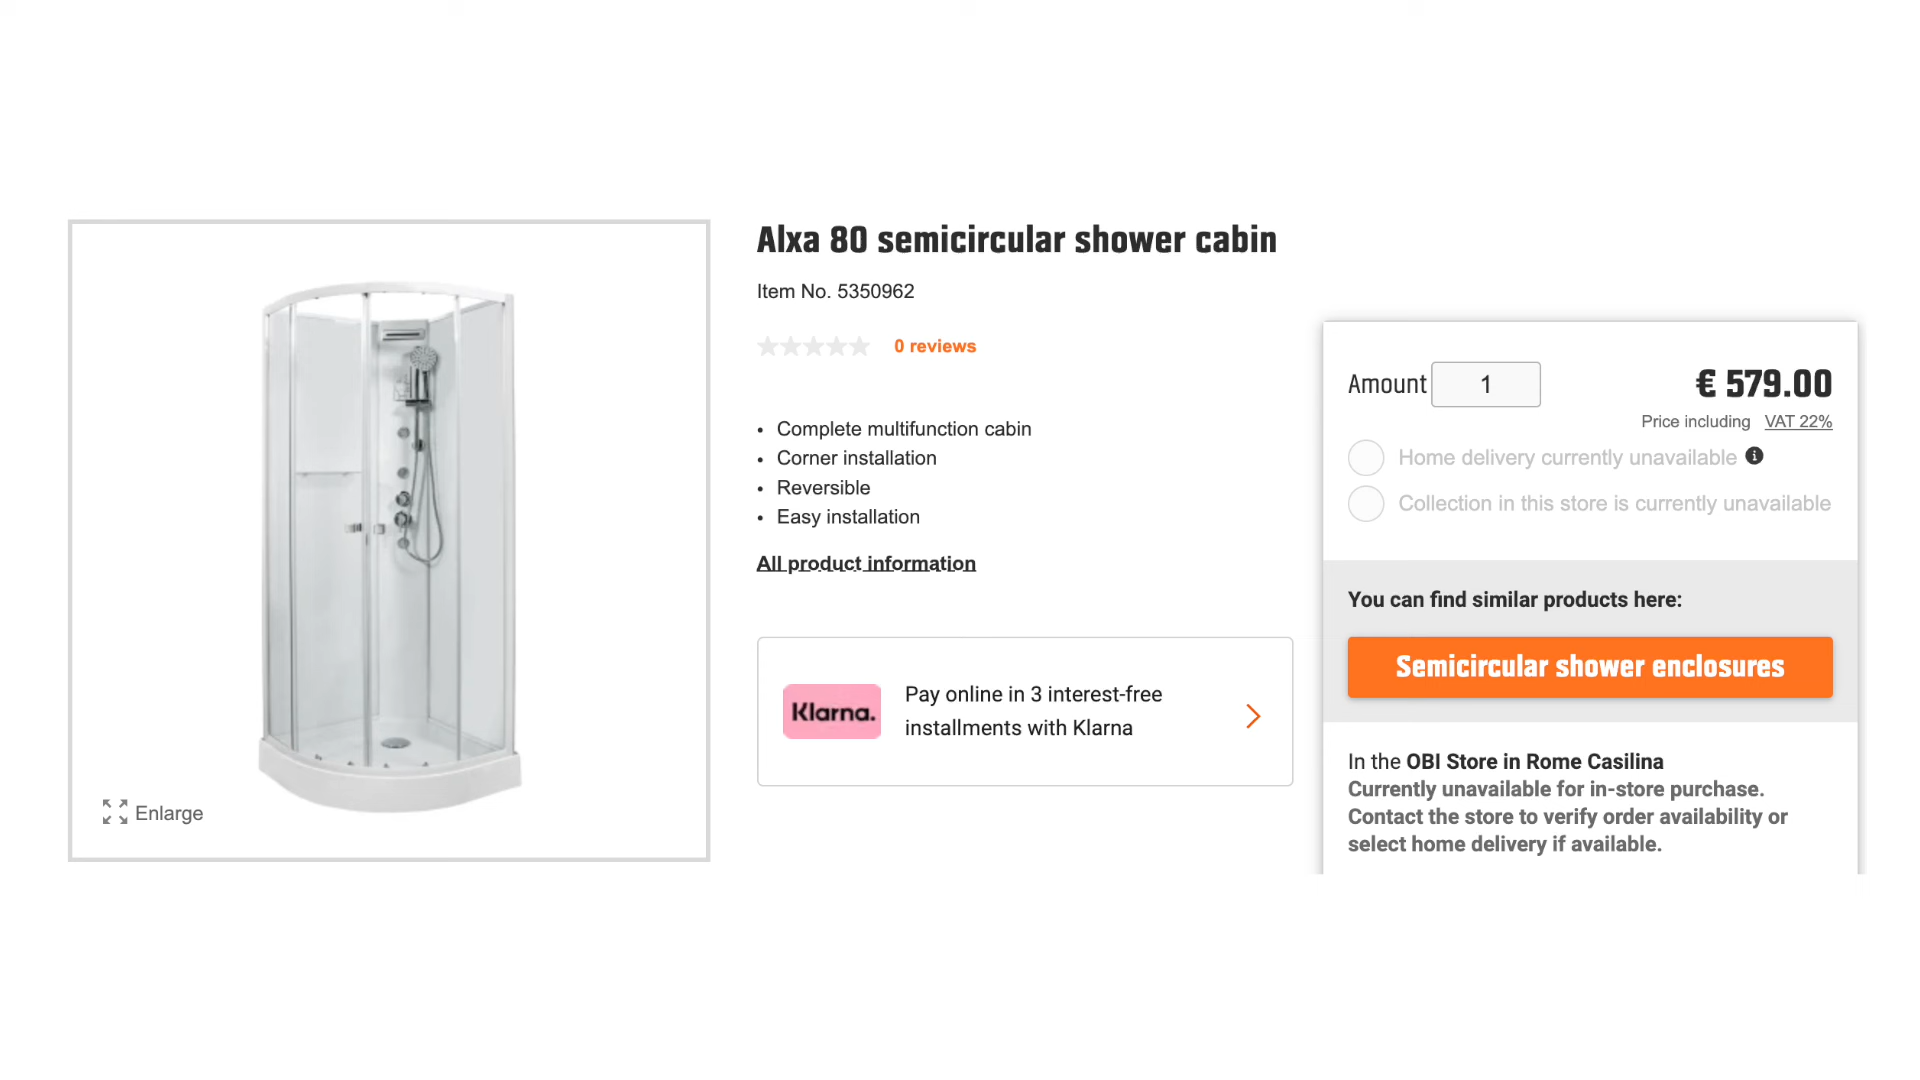 Alxa 80 semicircular shower cabin
Item No. 5350962
0 reviews
• Complete multifunction cabin
• Corner installation
• Reversible
• Easy installation
All product information
Klarna.
Pay online in 3 interest-free
installments with Klarna
Enlarge
Amount 1 € 579.00
Price including VAT 22%
Home delivery currently unavailable
Collection in this store is currently unavailable
You can find similar products here:
Semicircular shower enclosures
In the OBI Store in Rome Casilina
Currently unavailable for in-store purchase.
Contact the store to verify order availability or
select home delivery if available.